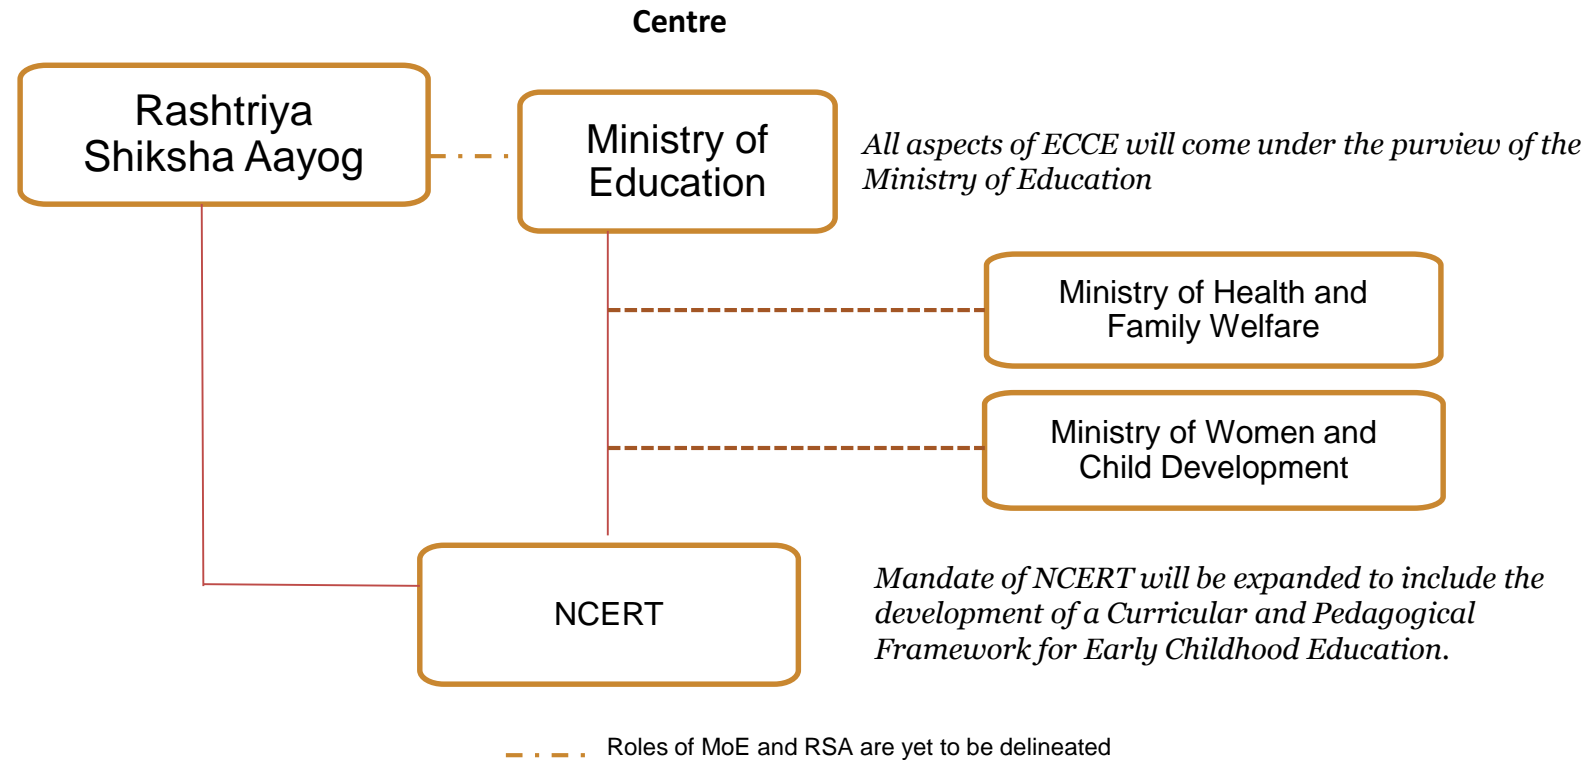 Centre
Rashtriya
Shiksha Aayog
Ministry of
Education
All aspects of ECCE will come under the purview of the
Ministry of Education
Ministry of Health and
Family Welfare
Ministry of Women and
Child Development
NCERT
Mandate of NCERT will be expanded to include the
development of a Curricular and Pedagogical
Framework for Early Childhood Education.
Roles of MoE and RSA are yet to be delineated